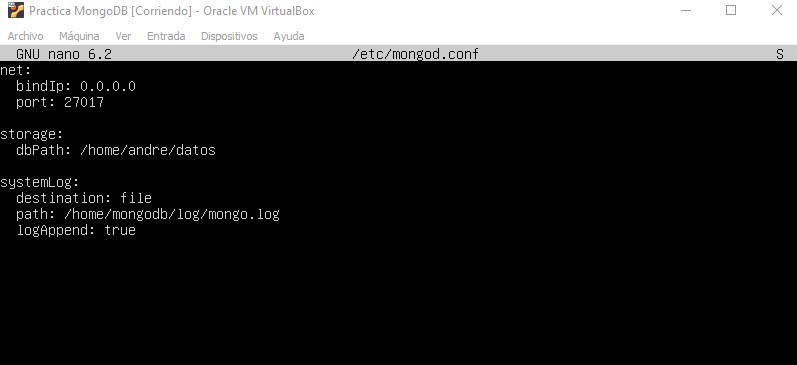 Practica MongoDB [Corriendo] - Oracle VM VirtualBox
Archivo Máquina Ver Entrada Dispositivos Ayuda
GNU nano 6.2 /etc/mongod.conf S
net:
  bindIp: 0.0.0.0
  port: 27017

storage:
  dbPath: /home/andre/datos

systemLog:
  destination: file
  path: /home/mongodb/log/mongo.log
  logAppend: true